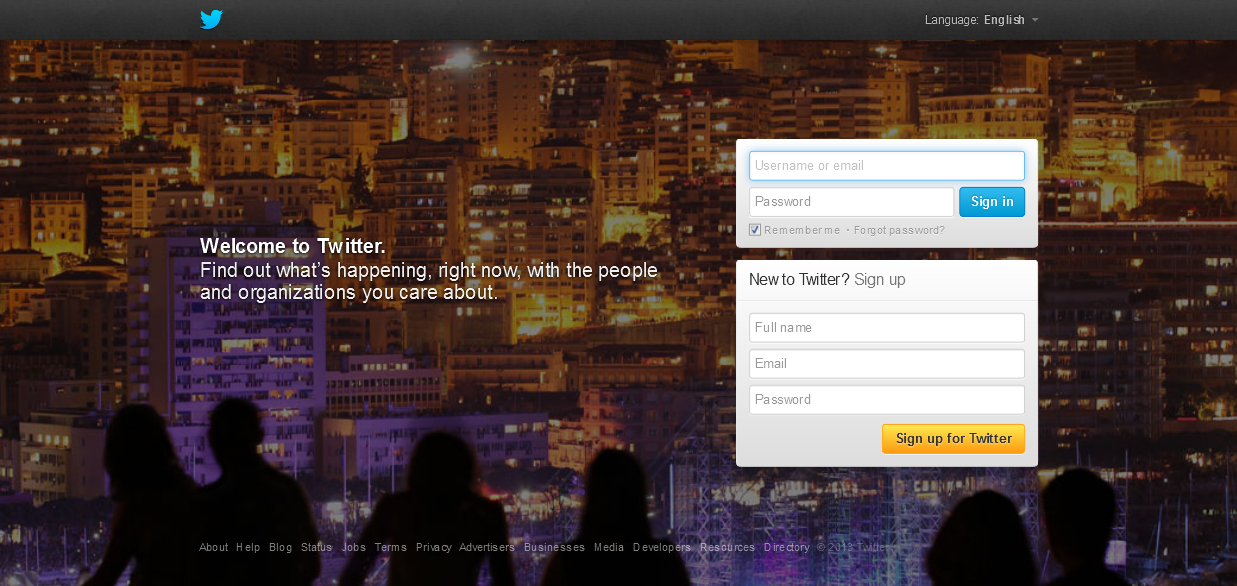 Language: English
Username or email
Password
Sign in
Remember me · Forgot password?
Welcome to Twitter.
Find out what's happening, right now, with the people
and organizations you care about.
New to Twitter? Sign up
Full name
Email
Password
Sign up for Twitter
About Help Blog Status Jobs Terms Privacy Advertisers Businesses Media Developers Resources Directory © 2013 Twitter